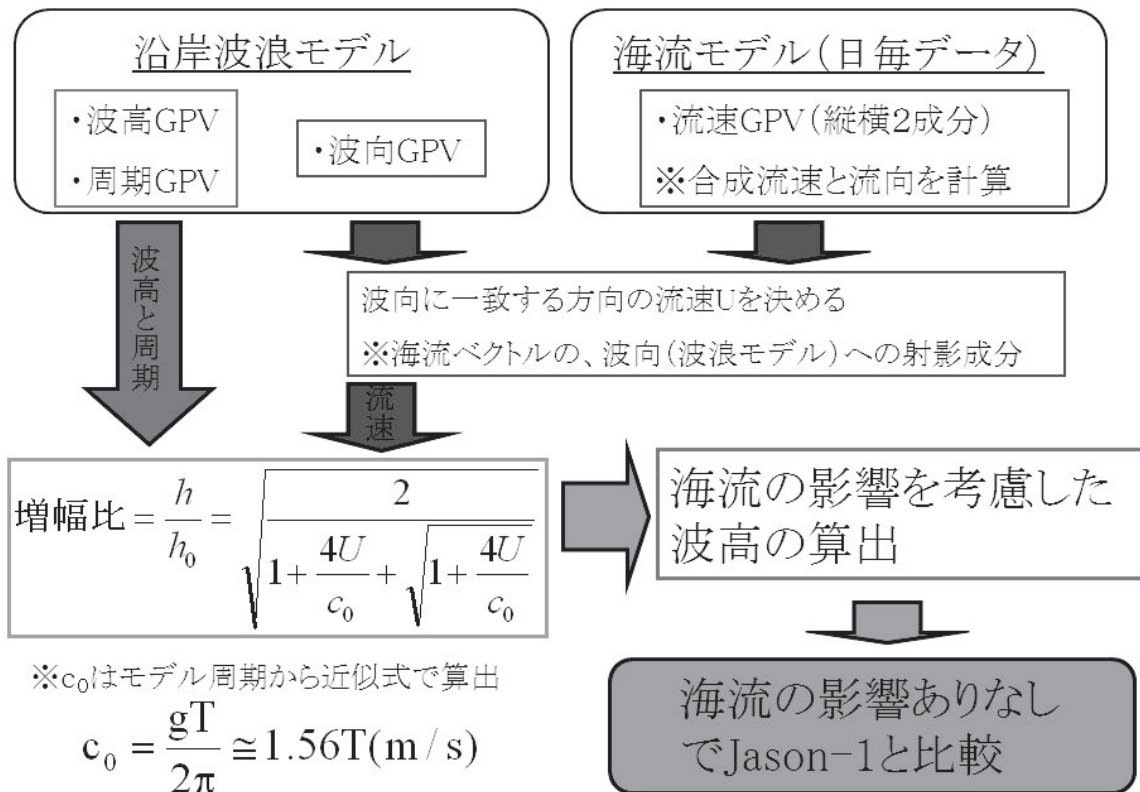 沿岸波浪モデル
・波高GPV
・周期GPV
・波向GPV
海流モデル(日毎データ)
・流速GPV(縦横2成分)
※合成流速と流向を計算
波高と周期
波向に一致する方向の流速Uを決める
※海流ベクトルの、波向(波浪モデル)への射影成分
流速
増幅比 = h/h₀ = √(2/(1+4U/c₀+√(1+4U/c₀)))
※c₀はモデル周期から近似式で算出
c₀ = gT/2π ≅ 1.56T(m/s)
海流の影響を考慮した
波高の算出
海流の影響ありなし
でJason-1と比較